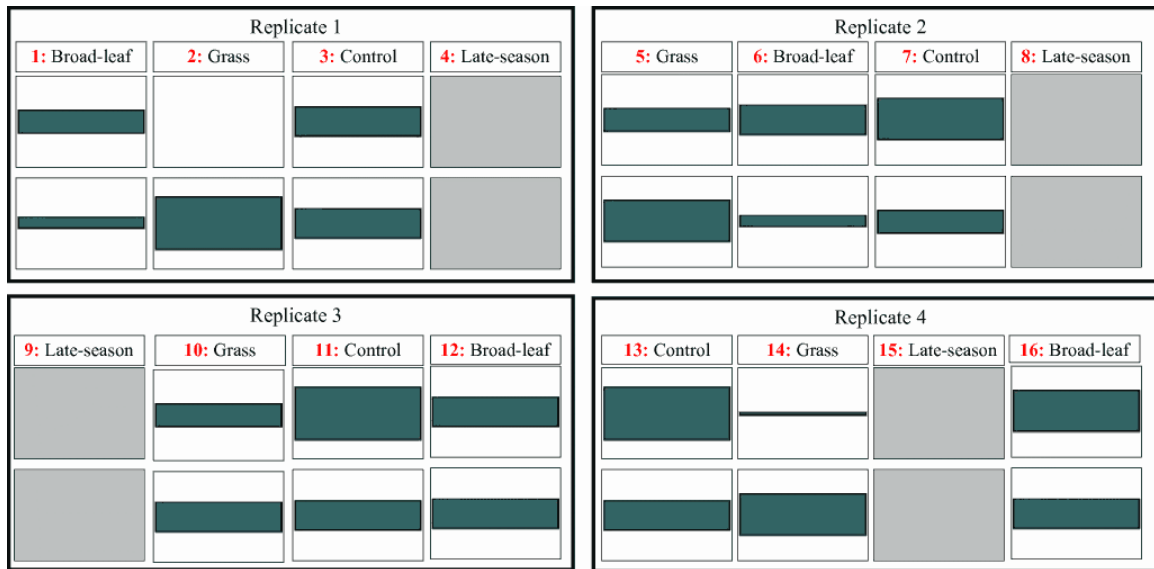 Replicate 1
1: Broad-leaf 2: Grass 3: Control 4: Late-season
Replicate 2
5: Grass 6: Broad-leaf 7: Control 8: Late-season
Replicate 3
9: Late-season 10: Grass 11: Control 12: Broad-leaf
Replicate 4
13: Control 14: Grass 15: Late-season 16: Broad-leaf